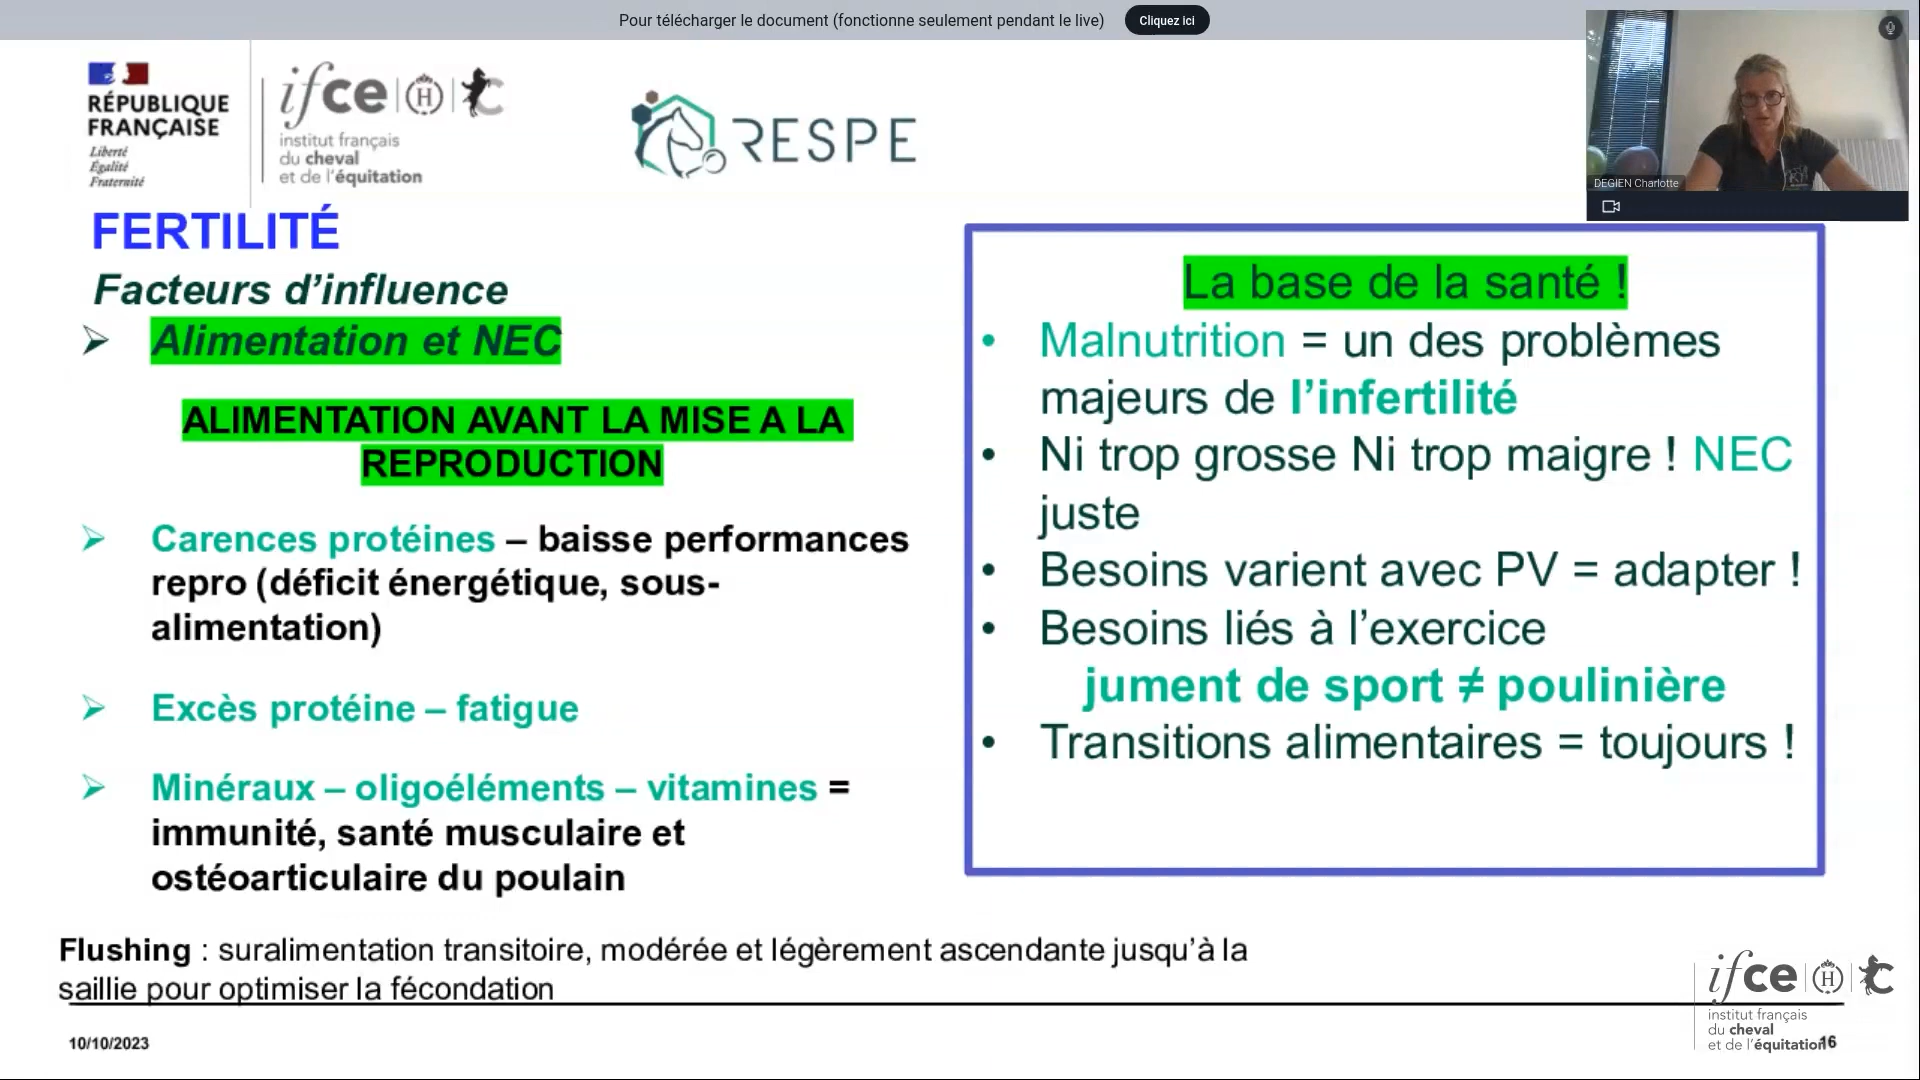 Pour télécharger le document (fonctionne seulement pendant le live)
Cliquez ici
RÉPUBLIQUE
FRANÇAISE
Liberté
Égalité
Fraternité
ifce
institut français
du cheval
et de l'équitation
RESPE
DEGIEN Charlotte
FERTILITÉ
Facteurs d'influence
Alimentation et NEC
ALIMENTATION AVANT LA MISE A LA
REPRODUCTION
Carences protéines – baisse performances
repro (déficit énergétique, sous-
alimentation)
Excès protéine – fatigue
Minéraux – oligoéléments – vitamines =
immunité, santé musculaire et
ostéoarticulaire du poulain
La base de la santé !
Malnutrition = un des problèmes
majeurs de l'infertilité
Ni trop grosse Ni trop maigre ! NEC
juste
Besoins varient avec PV = adapter !
Besoins liés à l'exercice
jument de sport ≠ poulinière
Transitions alimentaires = toujours !
Flushing : suralimentation transitoire, modérée et légèrement ascendante jusqu'à la
saillie pour optimiser la fécondation
10/10/2023
ifce
institut français
du cheval
et de l'équitation
16